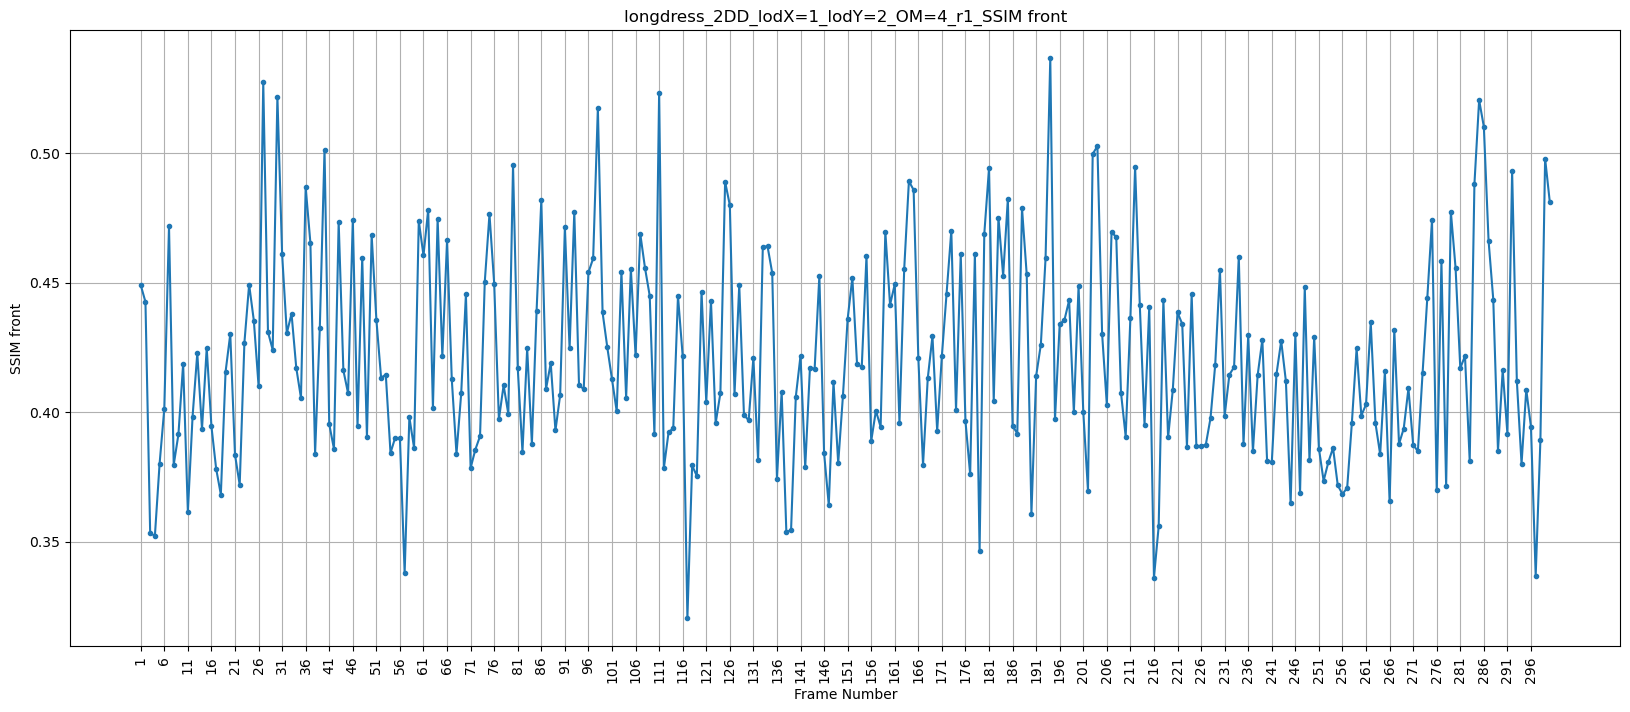 longdress_2DD_lodX=1_lodY=2_OM=4_r1_SSIM front
SSIM front
0.50
0.45
0.40
0.35
1 6 11 16 21 26 31 36 41 46 51 56 61 66 71 76 81 86 91 96 101 106 111 116 121 126 131 136 141 146 151 156 161 166 171 176 181 186 191 196 201 206 211 216 221 226 231 236 241 246 251 256 261 266 271 276 281 286 291 296
Frame Number